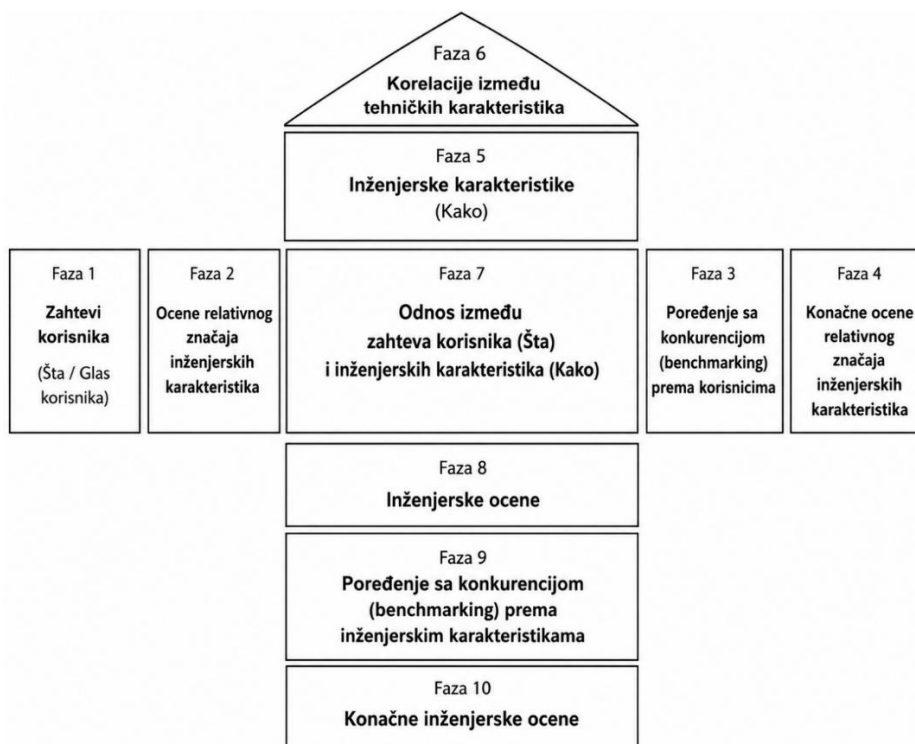 Faza 6
Korelacije između
tehničkih karakteristika
Faza 5
Inženjerske karakteristike
(Kako)
Faza 1
Zahtevi
korisnika
(Šta / Glas
korisnika)
Faza 2
Ocene relativnog
značaja
inženjerskih
karakteristika
Faza 7
Odnos između
zahteva korisnika (Šta)
i inženjerskih karakteristika (Kako)
Faza 3
Poređenje sa
konkurencijom
(benchmarking)
prema korisnicima
Faza 4
Konačne ocene
relativnog
značaja
inženjerskih
karakteristika
Faza 8
Inženjerske ocene
Faza 9
Poređenje sa konkurencijom
(benchmarking) prema
inženjerskim karakteristikama
Faza 10
Konačne inženjerske ocene